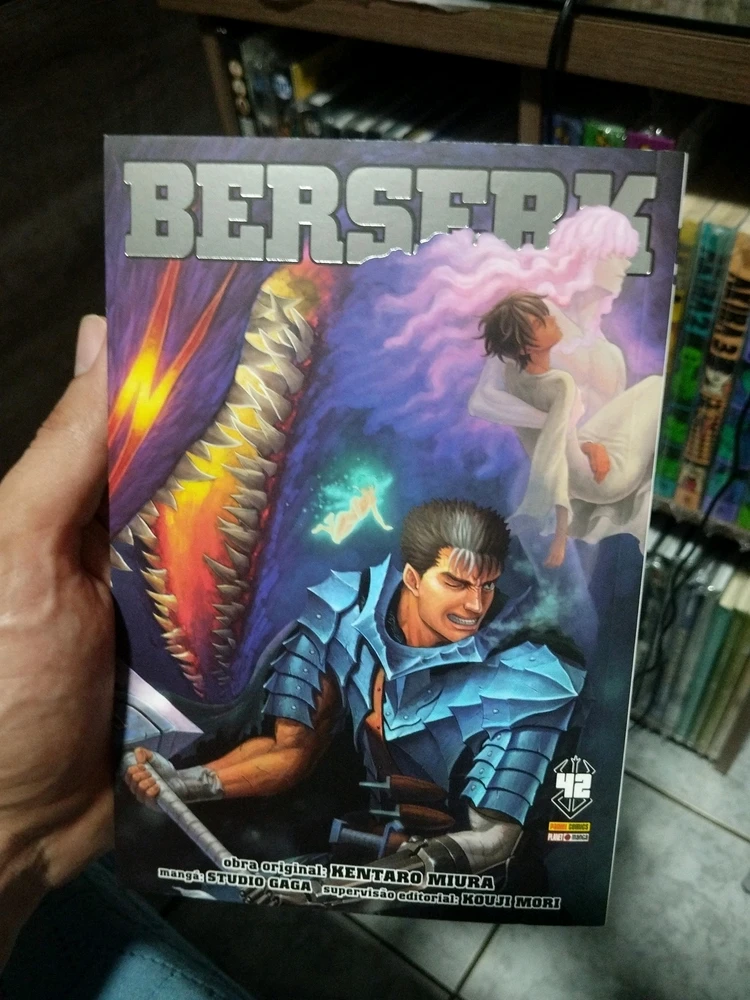 BERSERK
42
PANINI COMICS
PLANET MANGA
obra original: KENTARO MIURA
mangá: STUDIO GAGA supervisão editorial: KOUJI MORI